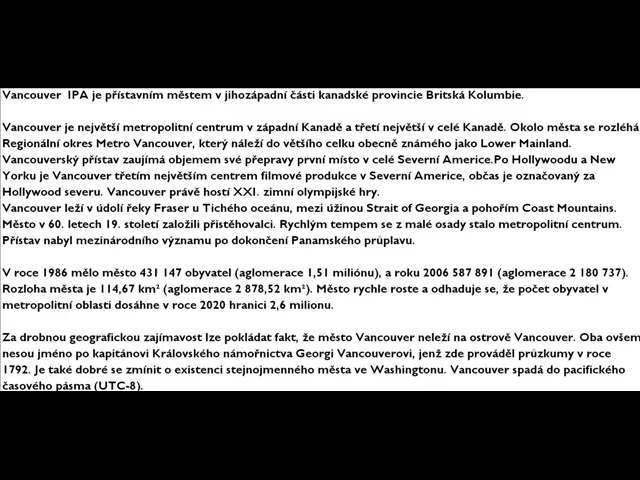 Vancouver IPA je přístavním městem v jihozápadní části kanadské provincie Britská Kolumbie.
Vancouver je největší metropolitní centrum v západní Kanadě a třetí největší v celé Kanadě. Okolo města se rozléhá
Regionální okres Metro Vancouver, který náleží do většího celku obecně známého jako Lower Mainland.
Vancouverský přístav zaujímá objemem své přepravy první místo v celé Severní Americe.Po Hollywoodu a New
Yorku je Vancouver třetím největším centrem filmové produkce v Severní Americe, občas je označovaný za
Hollywood severu. Vancouver právě hostí XXI. zimní olympijské hry.
Vancouver leží v údolí řeky Fraser u Tichého oceánu, mezi úžinou Strait of Georgia a pohořím Coast Mountains.
Město v 60. letech 19. století založili přistěhovalci. Rychlým tempem se z malé osady stalo metropolitní centrum.
Přístav nabyl mezinárodního významu po dokončení Panamského průplavu.
V roce 1986 mělo město 431 147 obyvatel (aglomerace 1,51 miliónu), a roku 2006 587 891 (aglomerace 2 180 737).
Rozloha města je 114,67 km² (aglomerace 2 878,52 km²). Město rychle roste a odhaduje se, že počet obyvatel v
metropolitní oblasti dosáhne v roce 2020 hranici 2,6 milionu.
Za drobnou geografickou zajímavost lze pokládat fakt, že město Vancouver neleží na ostrově Vancouver. Oba ovšem
nesou jméno po kapitánovi Královského námořnictva Georgi Vancouverovi, jenž zde prováděl průzkumy v roce
1792. Je také dobré se zmínit o existenci stejnojmenného města ve Washingtonu. Vancouver spadá do pacifického
časového pásma (UTC-8).